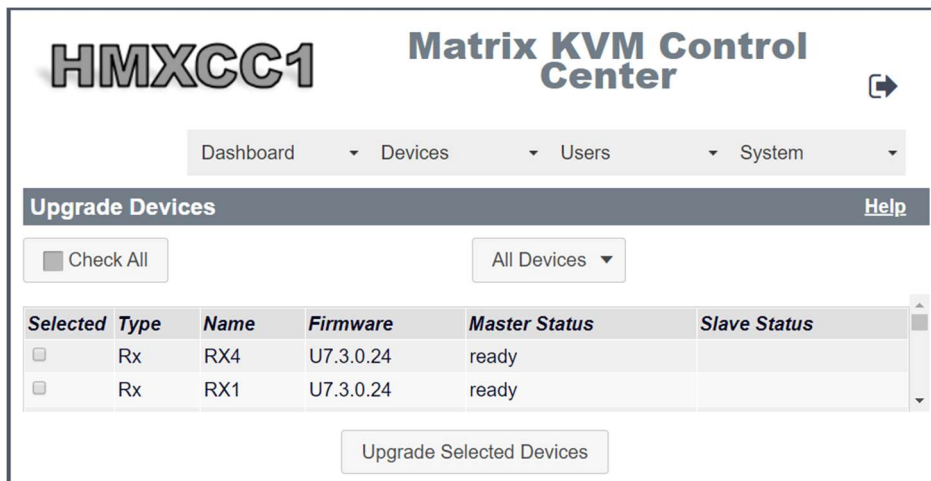 HMXCC1
Matrix KVM Control
Center
Dashboard Devices Users System
Upgrade Devices Help
Check All All Devices
Selected Type Name Firmware Master Status Slave Status
Rx RX4 U7.3.0.24 ready
Rx RX1 U7.3.0.24 ready
Upgrade Selected Devices